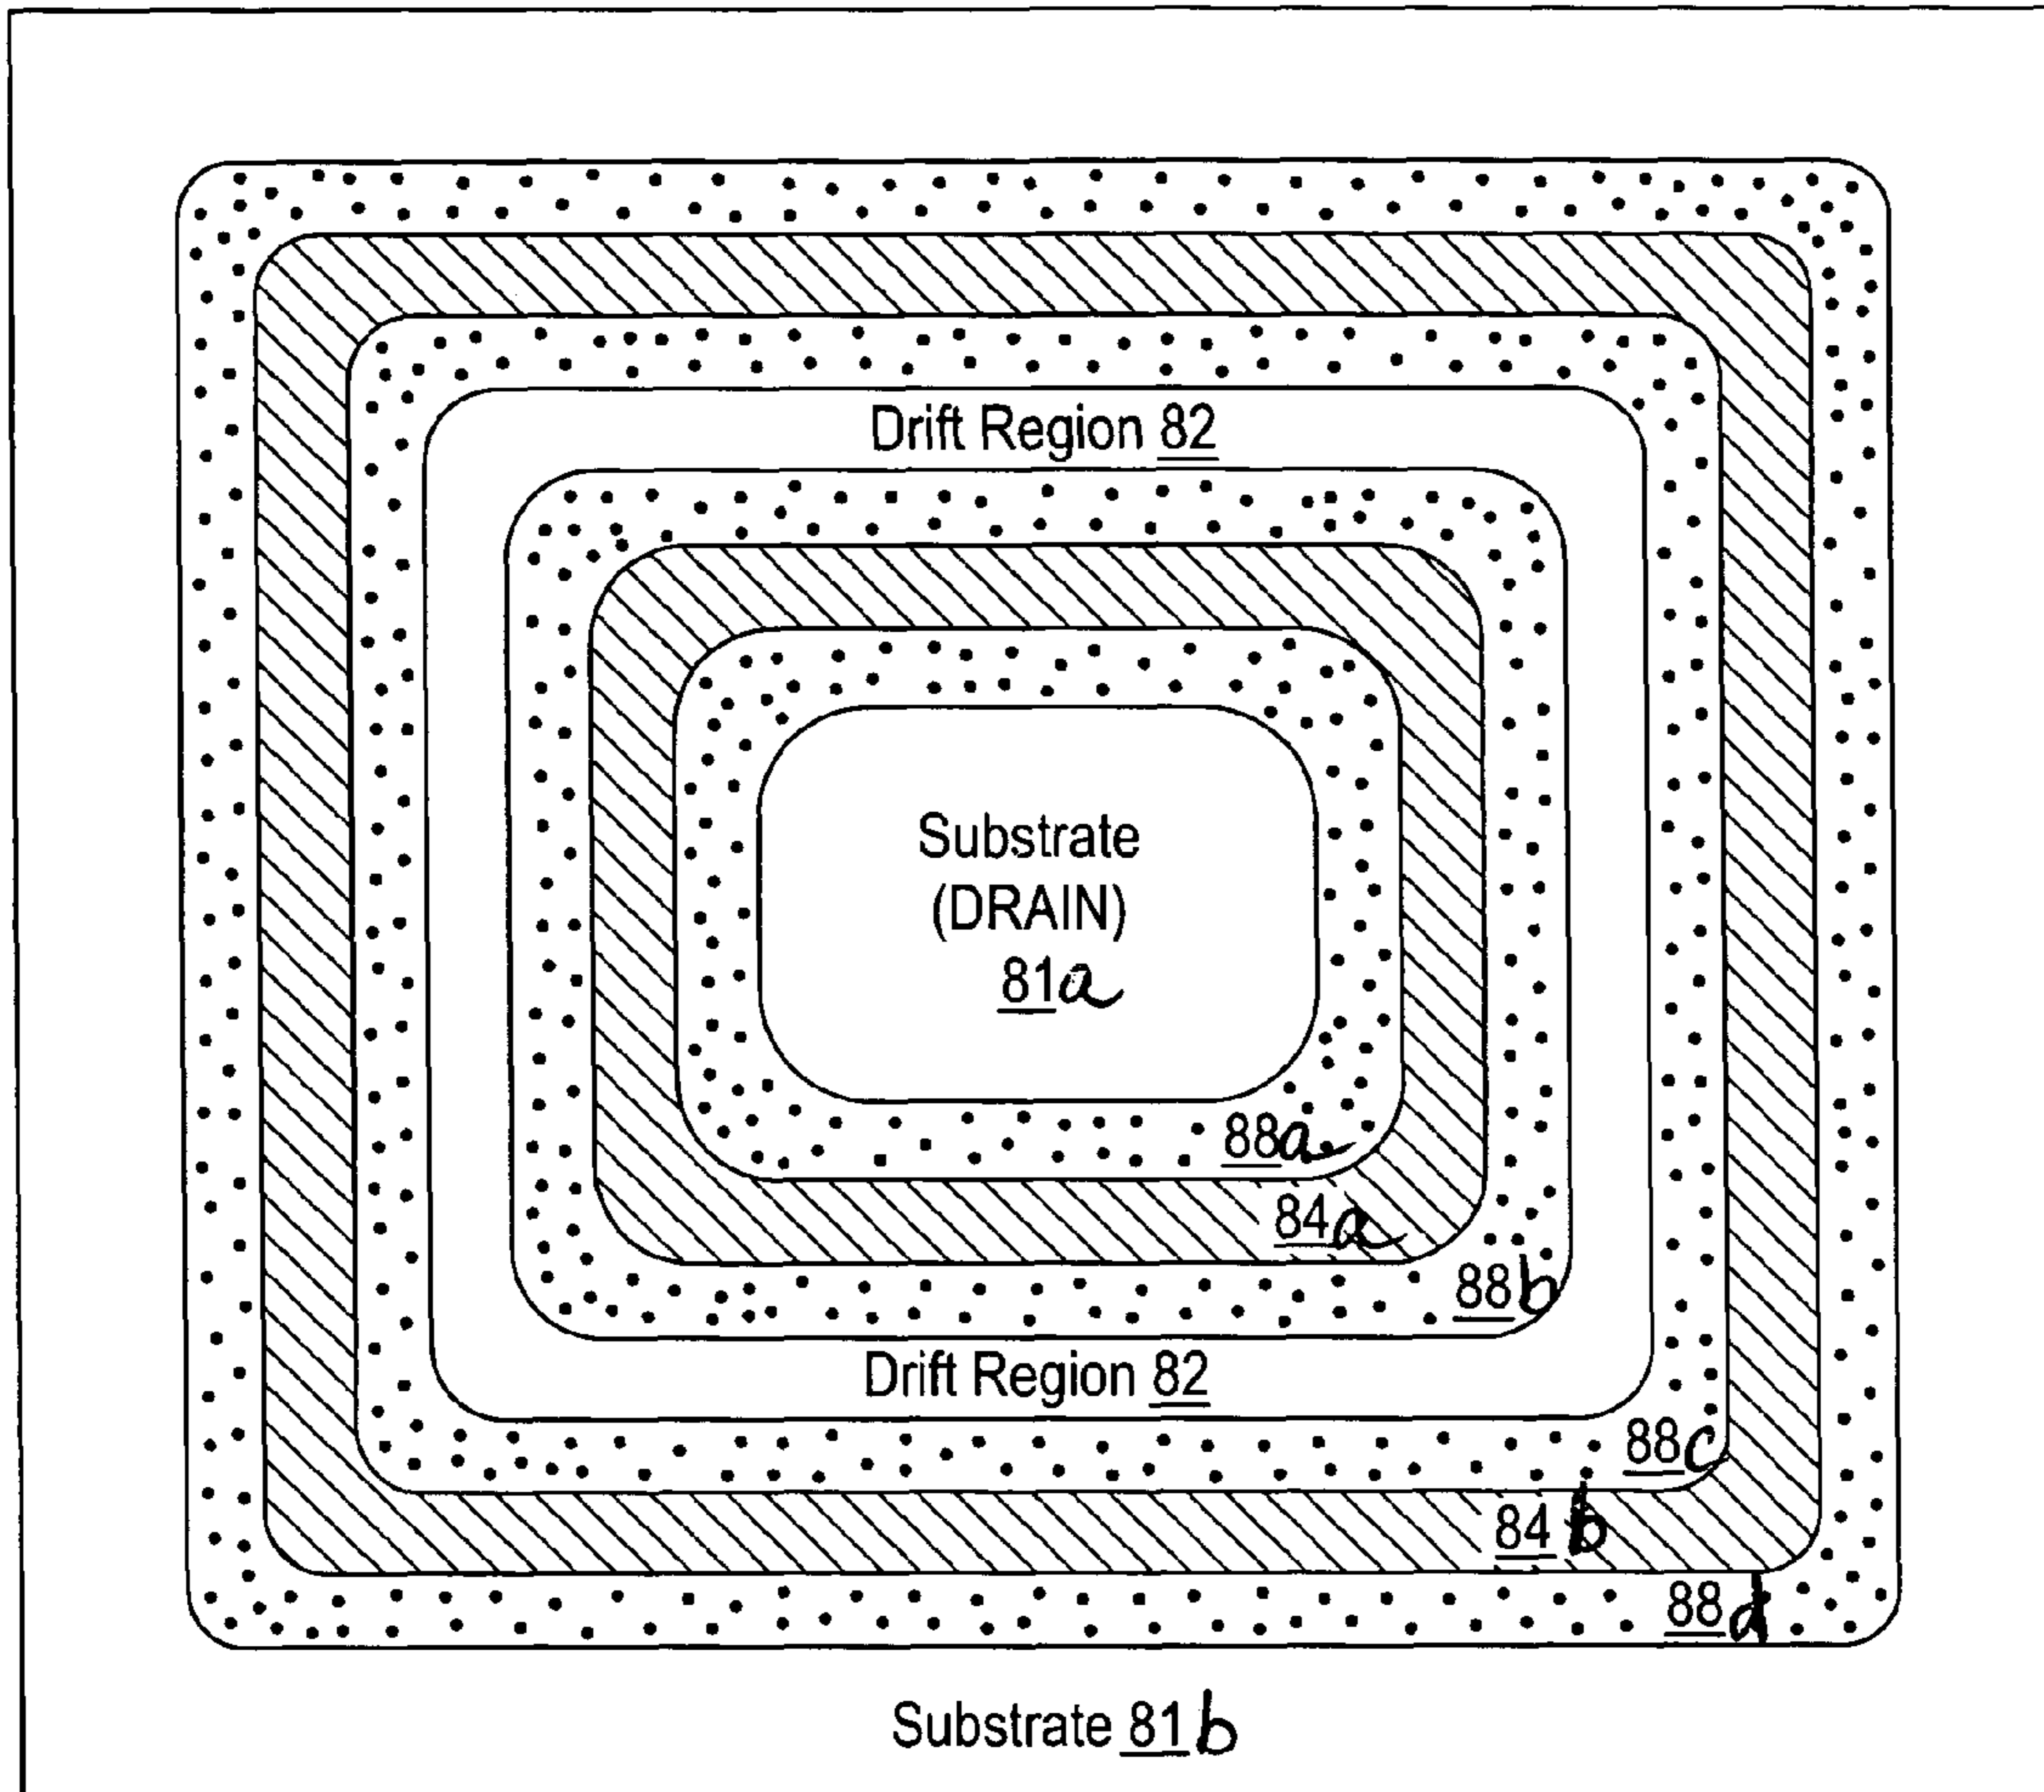 Drift Region 82
Substrate
(DRAIN)
81a
88a
84a
88b
Drift Region 82
88c
84b
88d
Substrate 81b